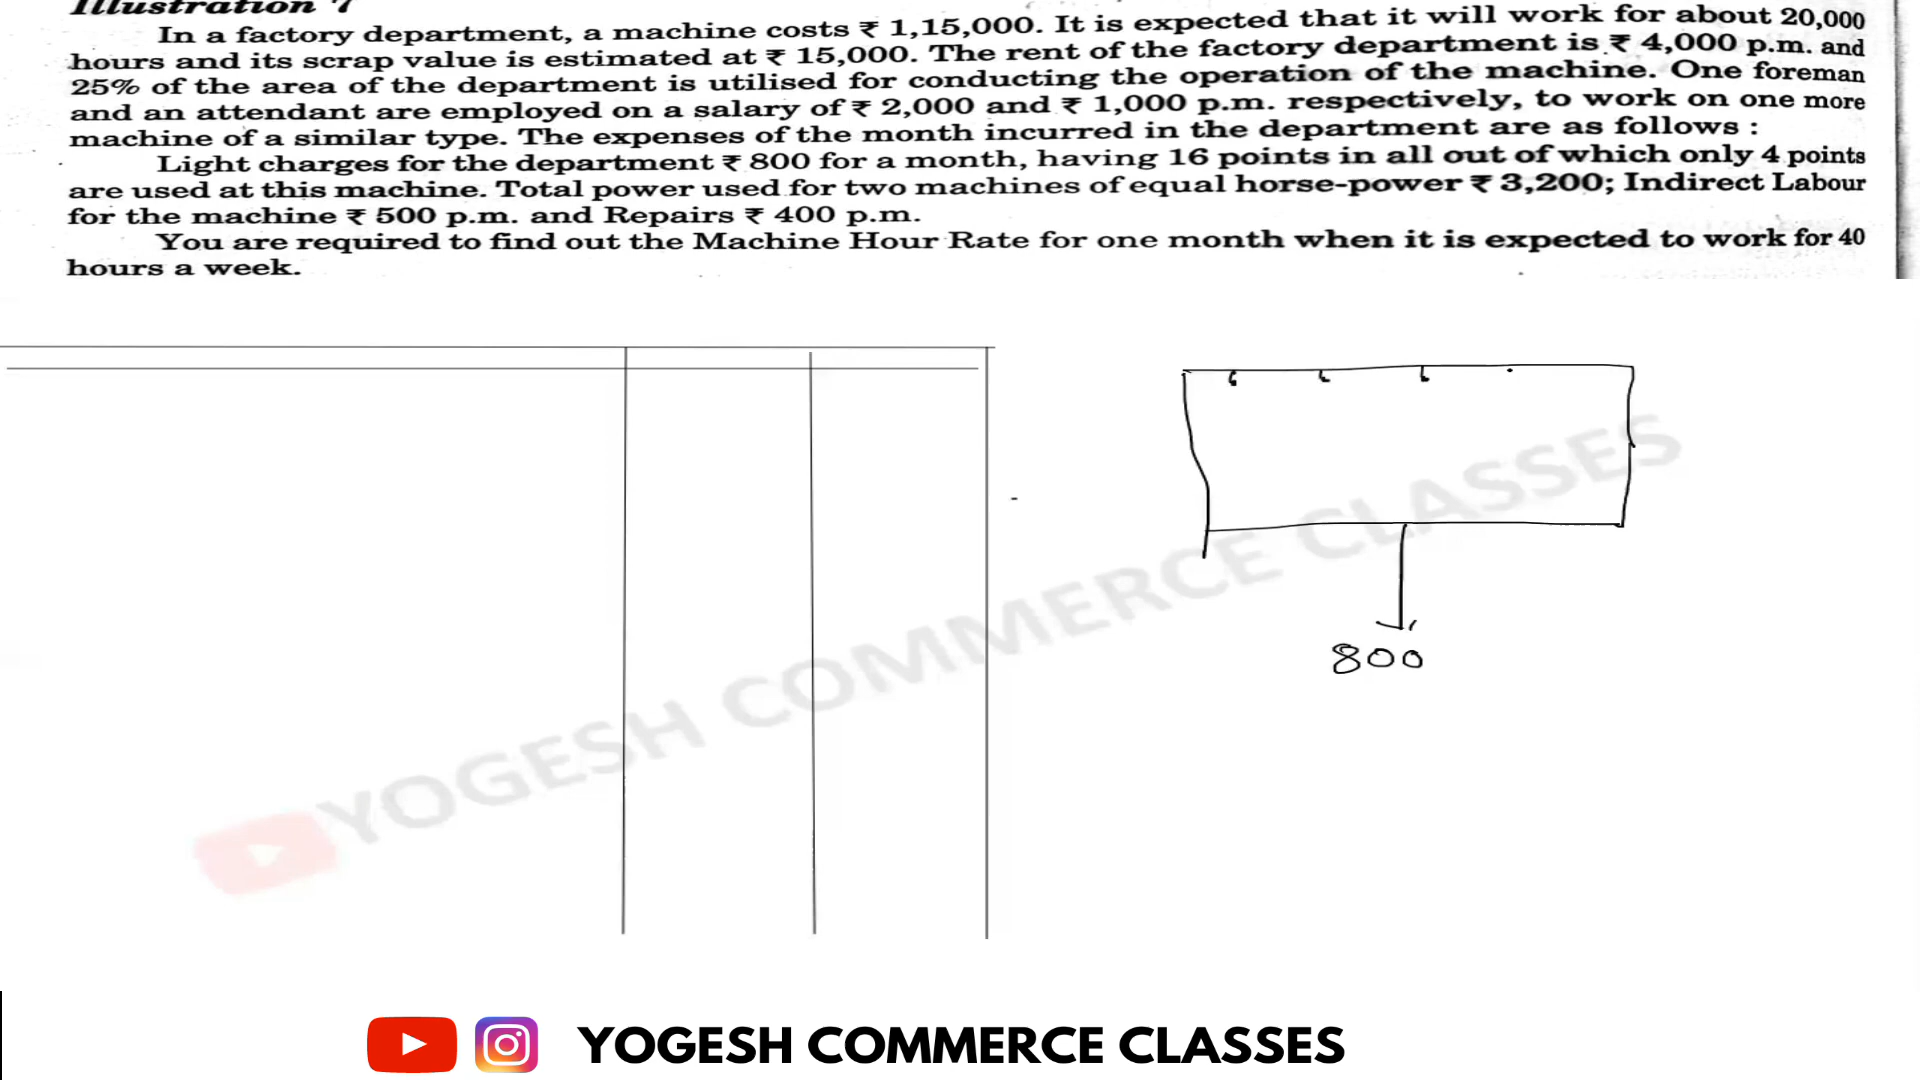 Illustration 7
In a factory department, a machine costs ₹ 1,15,000. It is expected that it will work for about 20,000
hours and its scrap value is estimated at ₹ 15,000. The rent of the factory department is ₹ 4,000 p.m. and
25% of the area of the department is utilised for conducting the operation of the machine. One foreman
and an attendant are employed on a salary of ₹ 2,000 and ₹ 1,000 p.m. respectively, to work on one more
machine of a similar type. The expenses of the month incurred in the department are as follows :
Light charges for the department ₹ 800 for a month, having 16 points in all out of which only 4 points
are used at this machine. Total power used for two machines of equal horse-power ₹ 3,200; Indirect Labour
for the machine ₹ 500 p.m. and Repairs ₹ 400 p.m.
You are required to find out the Machine Hour Rate for one month when it is expected to work for 40
hours a week.
800
YOGESH COMMERCE CLASSES
YOGESH COMMERCE CLASSES